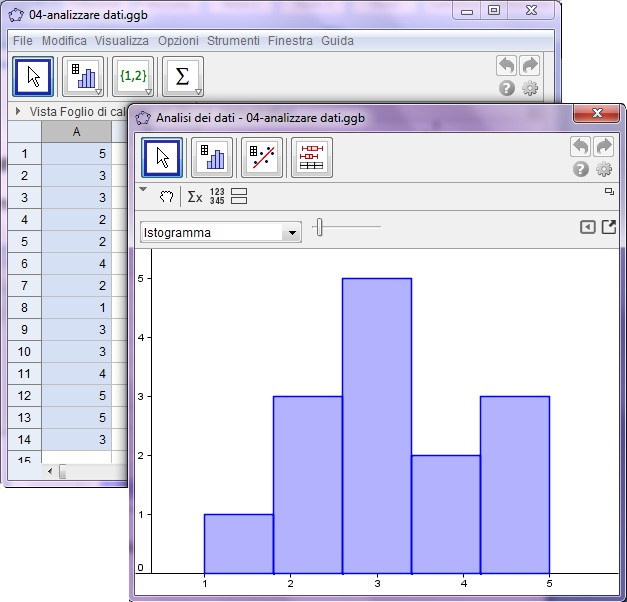 04-analizzare dati.ggb
File Modifica Visualizza Opzioni Strumenti Finestra Guida
{1,2} Σ
Vista Foglio di cal
A
1 5
2 3
3 3
4 2
5 2
6 4
7 2
8 1
9 3
10 3
11 4
12 5
13 5
14 3
15
Analisi dei dati - 04-analizzare dati.ggb
Σx 123 345
Istogramma
5
4
3
2
1
0
1 2 3 4 5